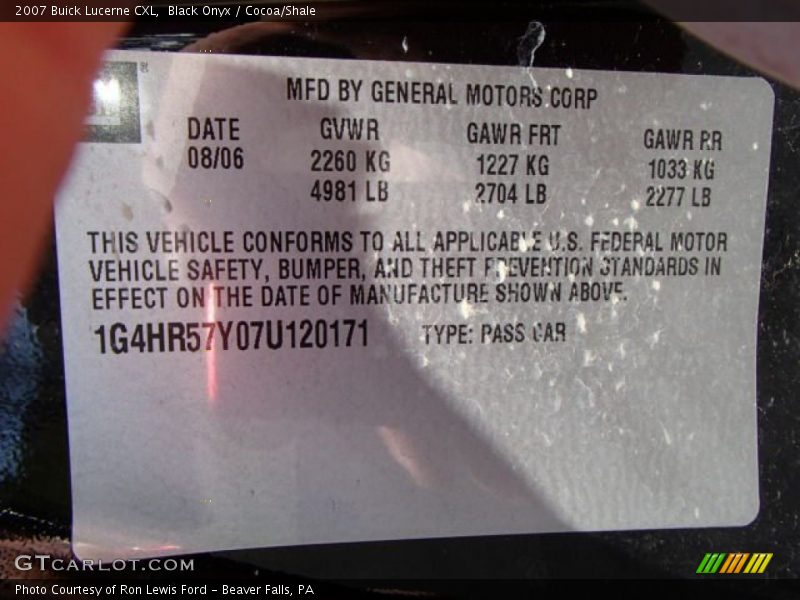 2007 Buick Lucerne CXL,  Black Onyx / Cocoa/Shale
MFD BY GENERAL MOTORS CORP
DATE GVWR GAWR FRT GAWR RR
08/06 2260 KG 1227 KG 1033 KG
4981 LB 2704 LB 2277 LB
THIS VEHICLE CONFORMS TO ALL APPLICABLE U.S. FEDERAL MOTOR
VEHICLE SAFETY, BUMPER, AND THEFT PREVENTION STANDARDS IN
EFFECT ON THE DATE OF MANUFACTURE SHOWN ABOVE.
1G4HR57Y07U120171 TYPE: PASS CAR
GTCARLOT.COM
Photo Courtesy of Ron Lewis Ford - Beaver Falls, PA